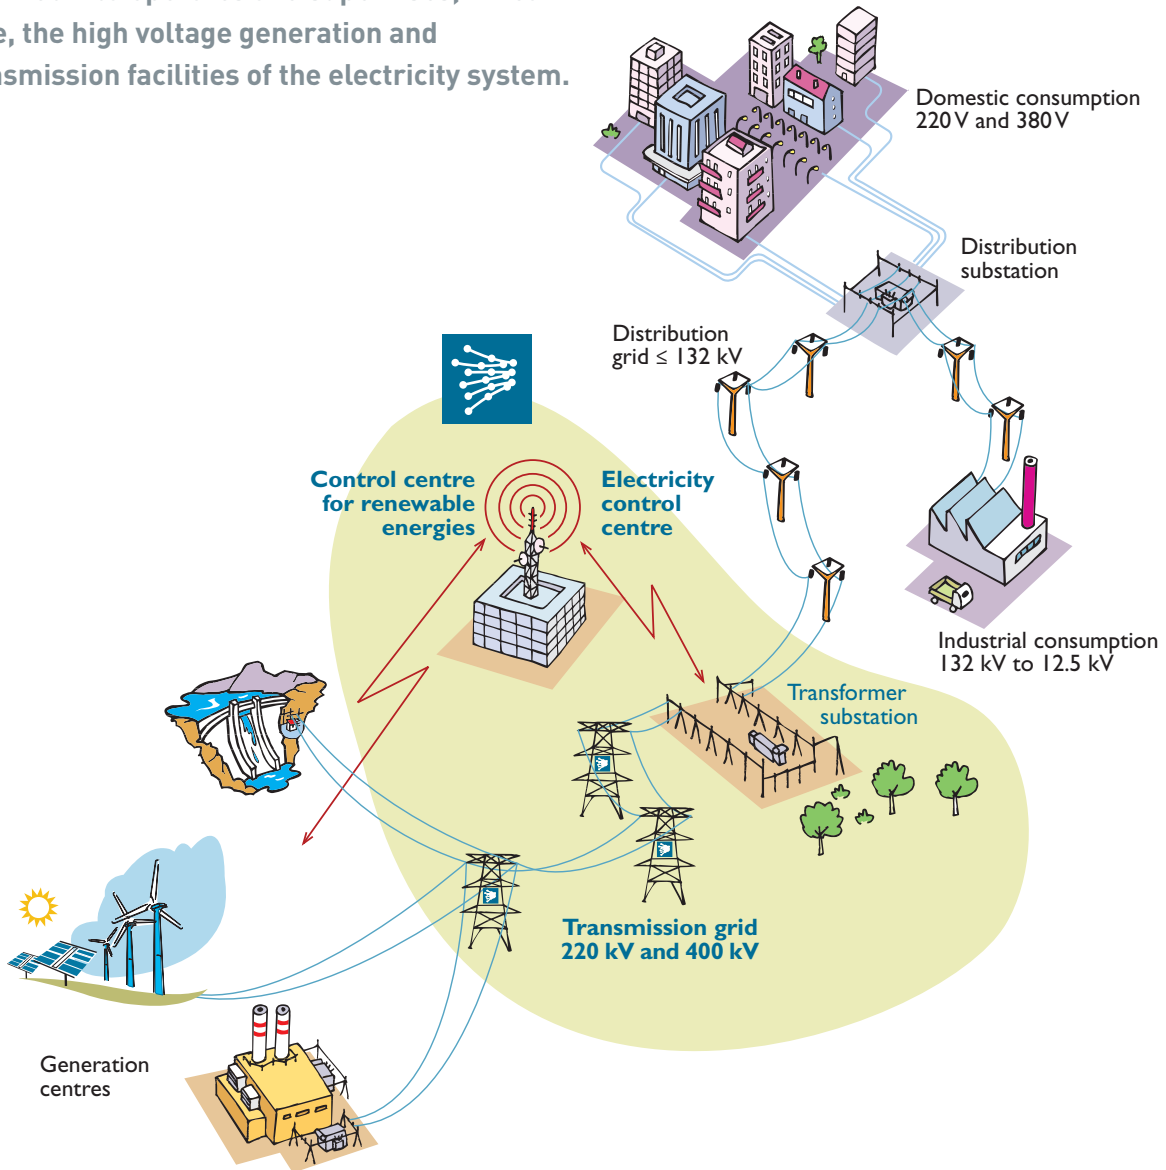 e, the high voltage generation and
nsmission facilities of the electricity system.
Domestic consumption
220 V and 380 V
Distribution
substation
Distribution
grid ≤ 132 kV
Control centre
for renewable
energies
Electricity
control
centre
Industrial consumption
132 kV to 12.5 kV
Transformer
substation
Transmission grid
220 kV and 400 kV
Generation
centres